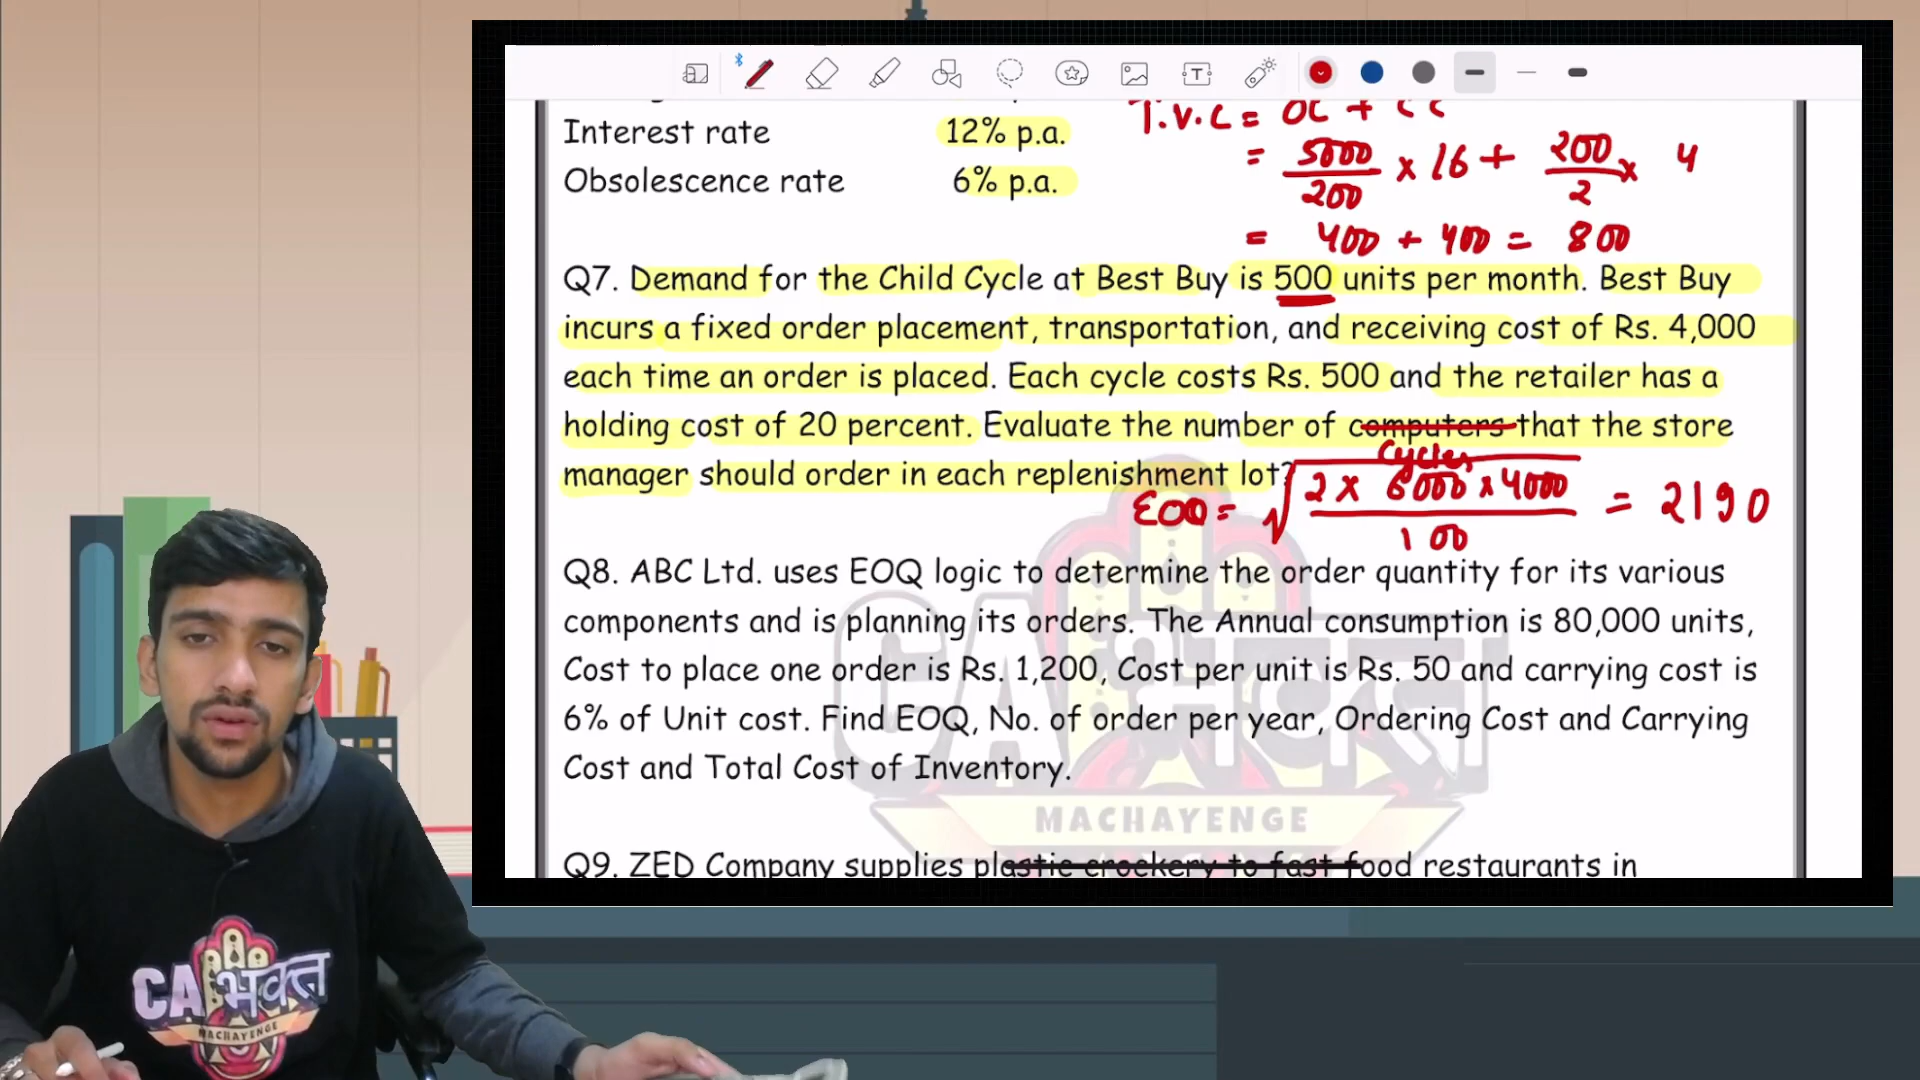 T.V.C = OC + CC
Interest rate 12% p.a.
= 5000/200 × 16 + 200/2 × 4
Obsolescence rate 6% p.a.
= 400 + 400 = 800
Q7. Demand for the Child Cycle at Best Buy is 500 units per month. Best Buy
incurs a fixed order placement, transportation, and receiving cost of Rs. 4,000
each time an order is placed. Each cycle costs Rs. 500 and the retailer has a
holding cost of 20 percent. Evaluate the number of computers that the store
Cycles
manager should order in each replenishment lot?
EOQ = √2 × 6000 × 4000/100 = 2190
Q8. ABC Ltd. uses EOQ logic to determine the order quantity for its various
components and is planning its orders. The Annual consumption is 80,000 units,
Cost to place one order is Rs. 1,200, Cost per unit is Rs. 50 and carrying cost is
6% of Unit cost. Find EOQ, No. of order per year, Ordering Cost and Carrying
Cost and Total Cost of Inventory.
CA भक्त
MACHAYENGE
Q9. ZED Company supplies plastic crockery to fast food restaurants in
CA भक्त
MACHAYENGE